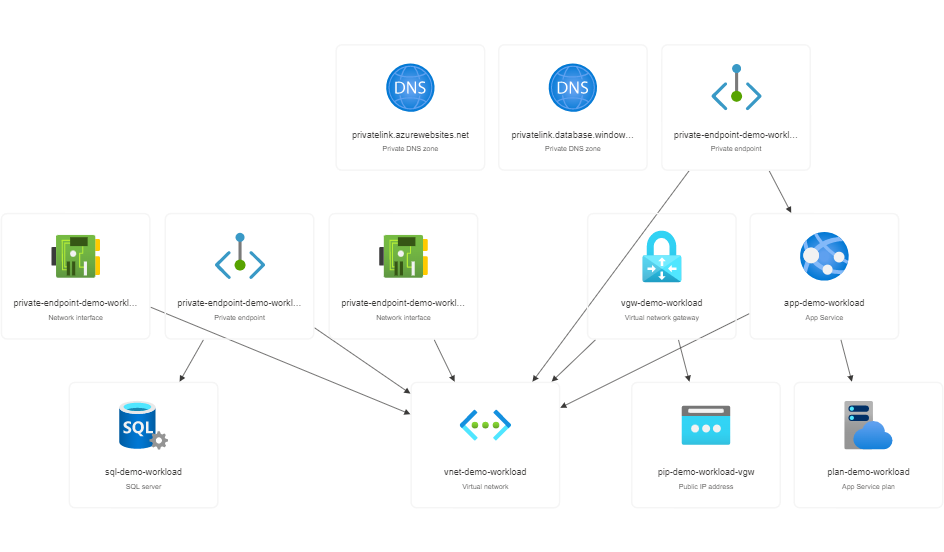 DNS
privatelink.azurewebsites.net
Private DNS zone
DNS
privatelink.database.window...
Private DNS zone
private-endpoint-demo-workl...
Private endpoint
private-endpoint-demo-workl...
Network interface
private-endpoint-demo-workl...
Private endpoint
private-endpoint-demo-workl...
Network interface
vgw-demo-workload
Virtual network gateway
app-demo-workload
App Service
SQL
sql-demo-workload
SQL server
vnet-demo-workload
Virtual network
pip-demo-workload-vgw
Public IP address
plan-demo-workload
App Service plan